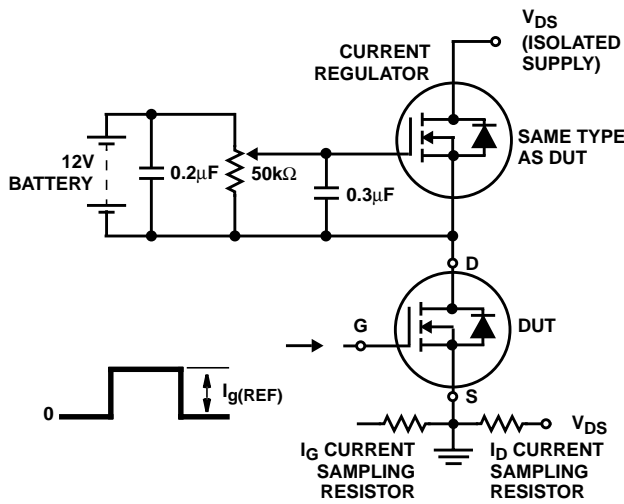 V_DS
(ISOLATED
SUPPLY)
CURRENT
REGULATOR
SAME TYPE
AS DUT
12V
BATTERY
0.2μF
50kΩ
0.3μF
D
G
DUT
I_g(REF)
0
S
V_DS
I_G CURRENT
SAMPLING
RESISTOR
I_D CURRENT
SAMPLING
RESISTOR